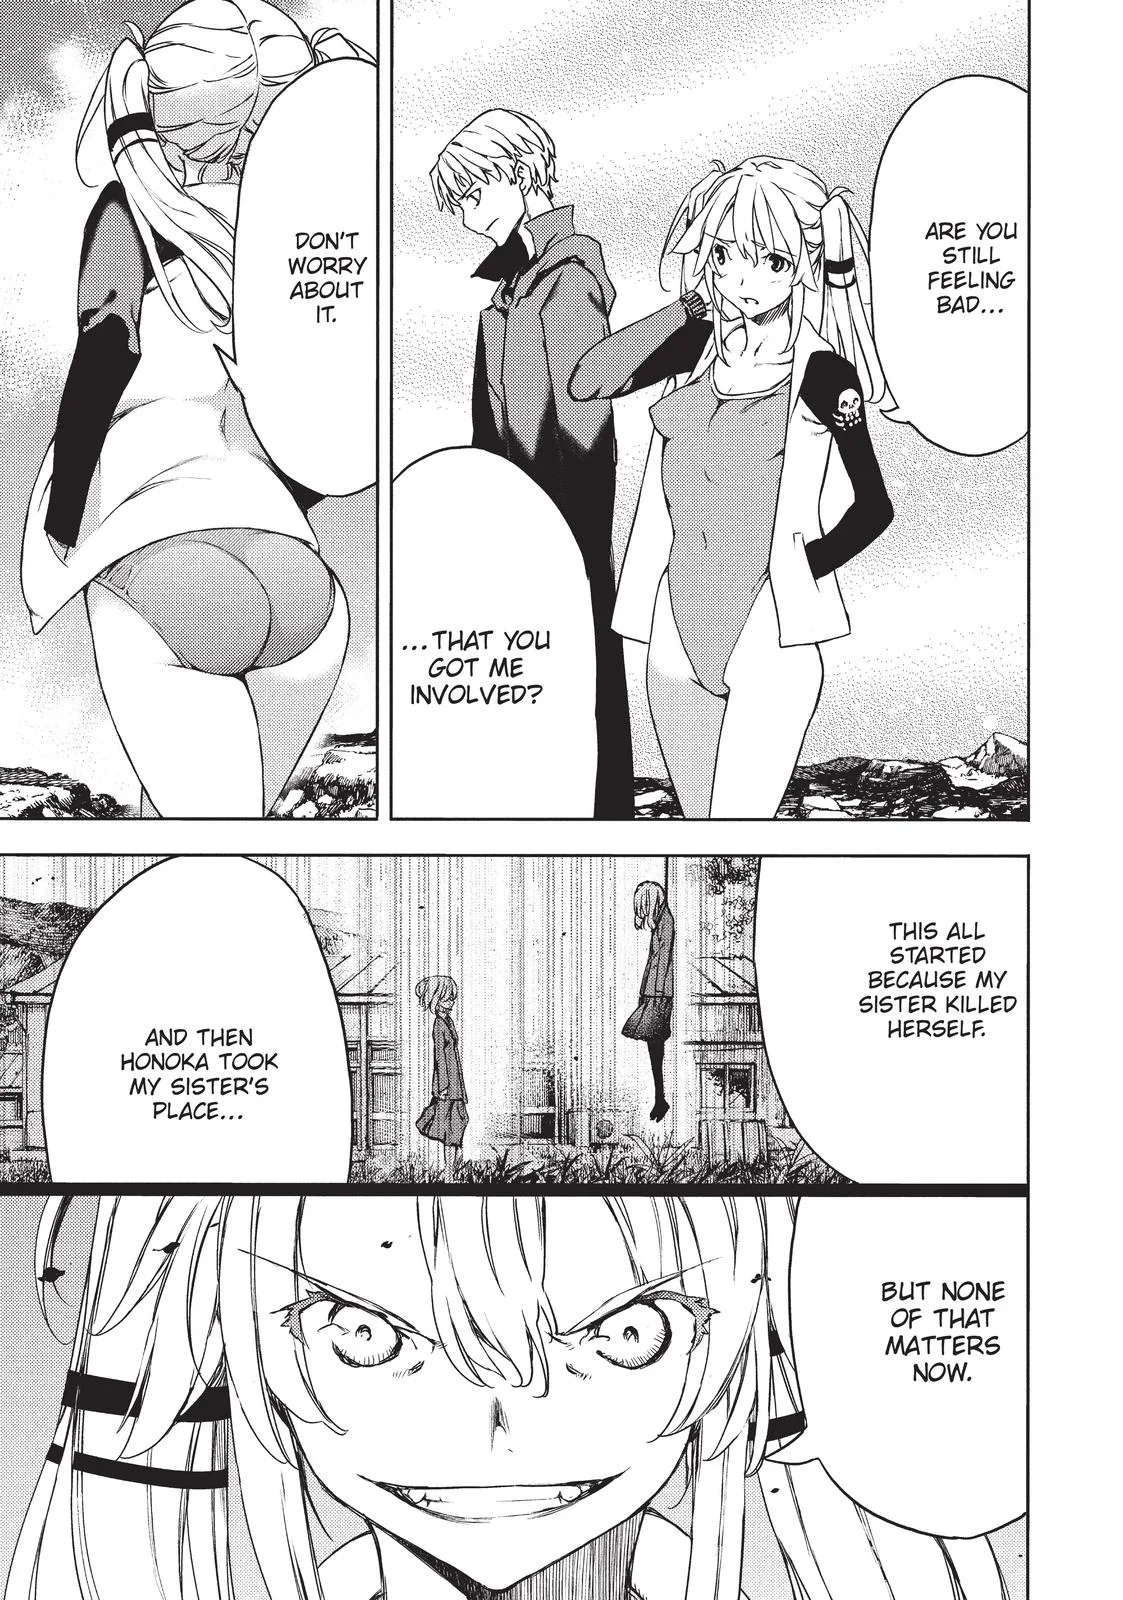 ARE YOU
STILL
FEELING
BAD...
...THAT YOU
GOT ME
INVOLVED?
DON'T
WORRY
ABOUT
IT.
THIS ALL
STARTED
BECAUSE MY
SISTER KILLED
HERSELF.
AND THEN
HONOKA TOOK
MY SISTER'S
PLACE...
BUT NONE
OF THAT
MATTERS
NOW.